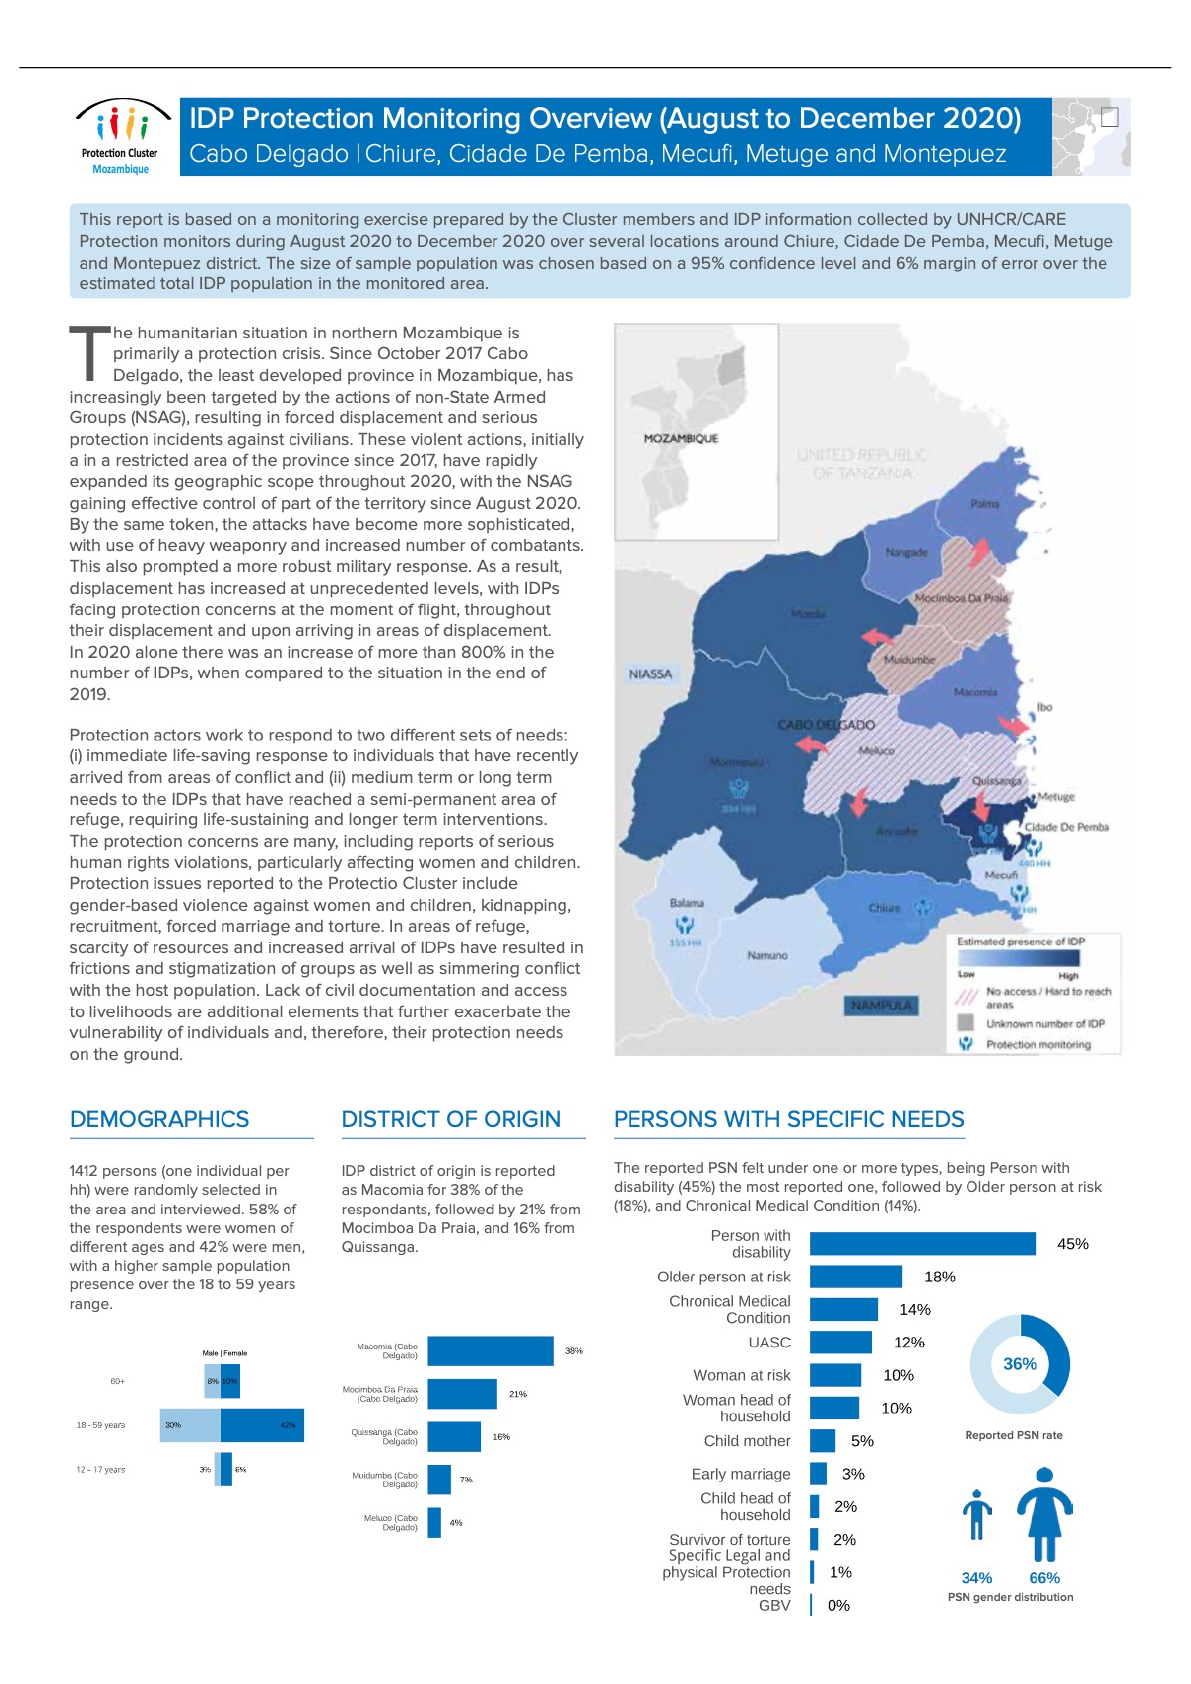 Protection Cluster
Mozambique
IDP Protection Monitoring Overview (August to December 2020)
Cabo Delgado | Chiure, Cidade De Pemba, Mecufi, Metuge and Montepuez
This report is based on a monitoring exercise prepared by the Cluster members and IDP information collected by UNHCR/CARE
Protection monitors during August 2020 to December 2020 over several locations around Chiure, Cidade De Pemba, Mecufi, Metuge
and Montepuez district. The size of sample population was chosen based on a 95% confidence level and 6% margin of error over the
estimated total IDP population in the monitored area.
The humanitarian situation in northern Mozambique is
primarily a protection crisis. Since October 2017 Cabo
Delgado, the least developed province in Mozambique, has
increasingly been targeted by the actions of non-State Armed
Groups (NSAG), resulting in forced displacement and serious
protection incidents against civilians. These violent actions, initially
a in a restricted area of the province since 2017, have rapidly
expanded its geographic scope throughout 2020, with the NSAG
gaining effective control of part of the territory since August 2020.
By the same token, the attacks have become more sophisticated,
with use of heavy weaponry and increased number of combatants.
This also prompted a more robust military response. As a result,
displacement has increased at unprecedented levels, with IDPs
facing protection concerns at the moment of flight, throughout
their displacement and upon arriving in areas of displacement.
In 2020 alone there was an increase of more than 800% in the
number of IDPs, when compared to the situation in the end of
2019.
Protection actors work to respond to two different sets of needs:
(i) immediate life-saving response to individuals that have recently
arrived from areas of conflict and (ii) medium term or long term
needs to the IDPs that have reached a semi-permanent area of
refuge, requiring life-sustaining and longer term interventions.
The protection concerns are many, including reports of serious
human rights violations, particularly affecting women and children.
Protection issues reported to the Protectio Cluster include
gender-based violence against women and children, kidnapping,
recruitment, forced marriage and torture. In areas of refuge,
scarcity of resources and increased arrival of IDPs have resulted in
frictions and stigmatization of groups as well as simmering conflict
with the host population. Lack of civil documentation and access
to livelihoods are additional elements that further exacerbate the
vulnerability of individuals and, therefore, their protection needs
on the ground.
MOZAMBIQUE
UNITED REPUBLIC
OF TANZANIA
Palma
Nangade
Mocimboa Da Praia
Mueda
Muidumbe
NIASSA
Macomia
Ibo
CABO DELGADO
Meluco
Montepuez
Quissanga
Metuge
Ancuabe
Cidade De Pemba
Mecufi
Balama
155 HH
Chiure
Namuno
NAMPULA
Estimated presence of IDP
Low High
No access / Hard to reach
areas
Unknown number of IDP
Protection monitoring
DEMOGRAPHICS
1412 persons (one individual per
hh) were randomly selected in
the area and interviewed. 58% of
the respondents were women of
different ages and 42% were men,
with a higher sample population
presence over the 18 to 59 years
range.
Male | Female
60+ 8% 10%
18 - 59 years 30% 42%
12 – 17 years 3% 6%
DISTRICT OF ORIGIN
IDP district of origin is reported
as Macomia for 38% of the
respondants, followed by 21% from
Mocimboa Da Praia, and 16% from
Quissanga.
Macomia (Cabo
Delgado) 38%
Mocimboa Da Praia
(Cabo Delgado) 21%
Quissanga (Cabo
Delgado) 16%
Muidumbe (Cabo
Delgado) 7%
Meluco (Cabo
Delgado) 4%
PERSONS WITH SPECIFIC NEEDS
The reported PSN felt under one or more types, being Person with
disability (45%) the most reported one, followed by Older person at risk
(18%), and Chronical Medical Condition (14%).
Person with
disability 45%
Older person at risk 18%
Chronical Medical
Condition 14%
UASC 12%
Woman at risk 10%
Woman head of
household 10%
Child mother 5%
Early marriage 3%
Child head of
household 2%
Survivor of torture 2%
Specific Legal and
physical Protection
needs 1%
GBV 0%
36%
Reported PSN rate
34% 66%
PSN gender distribution